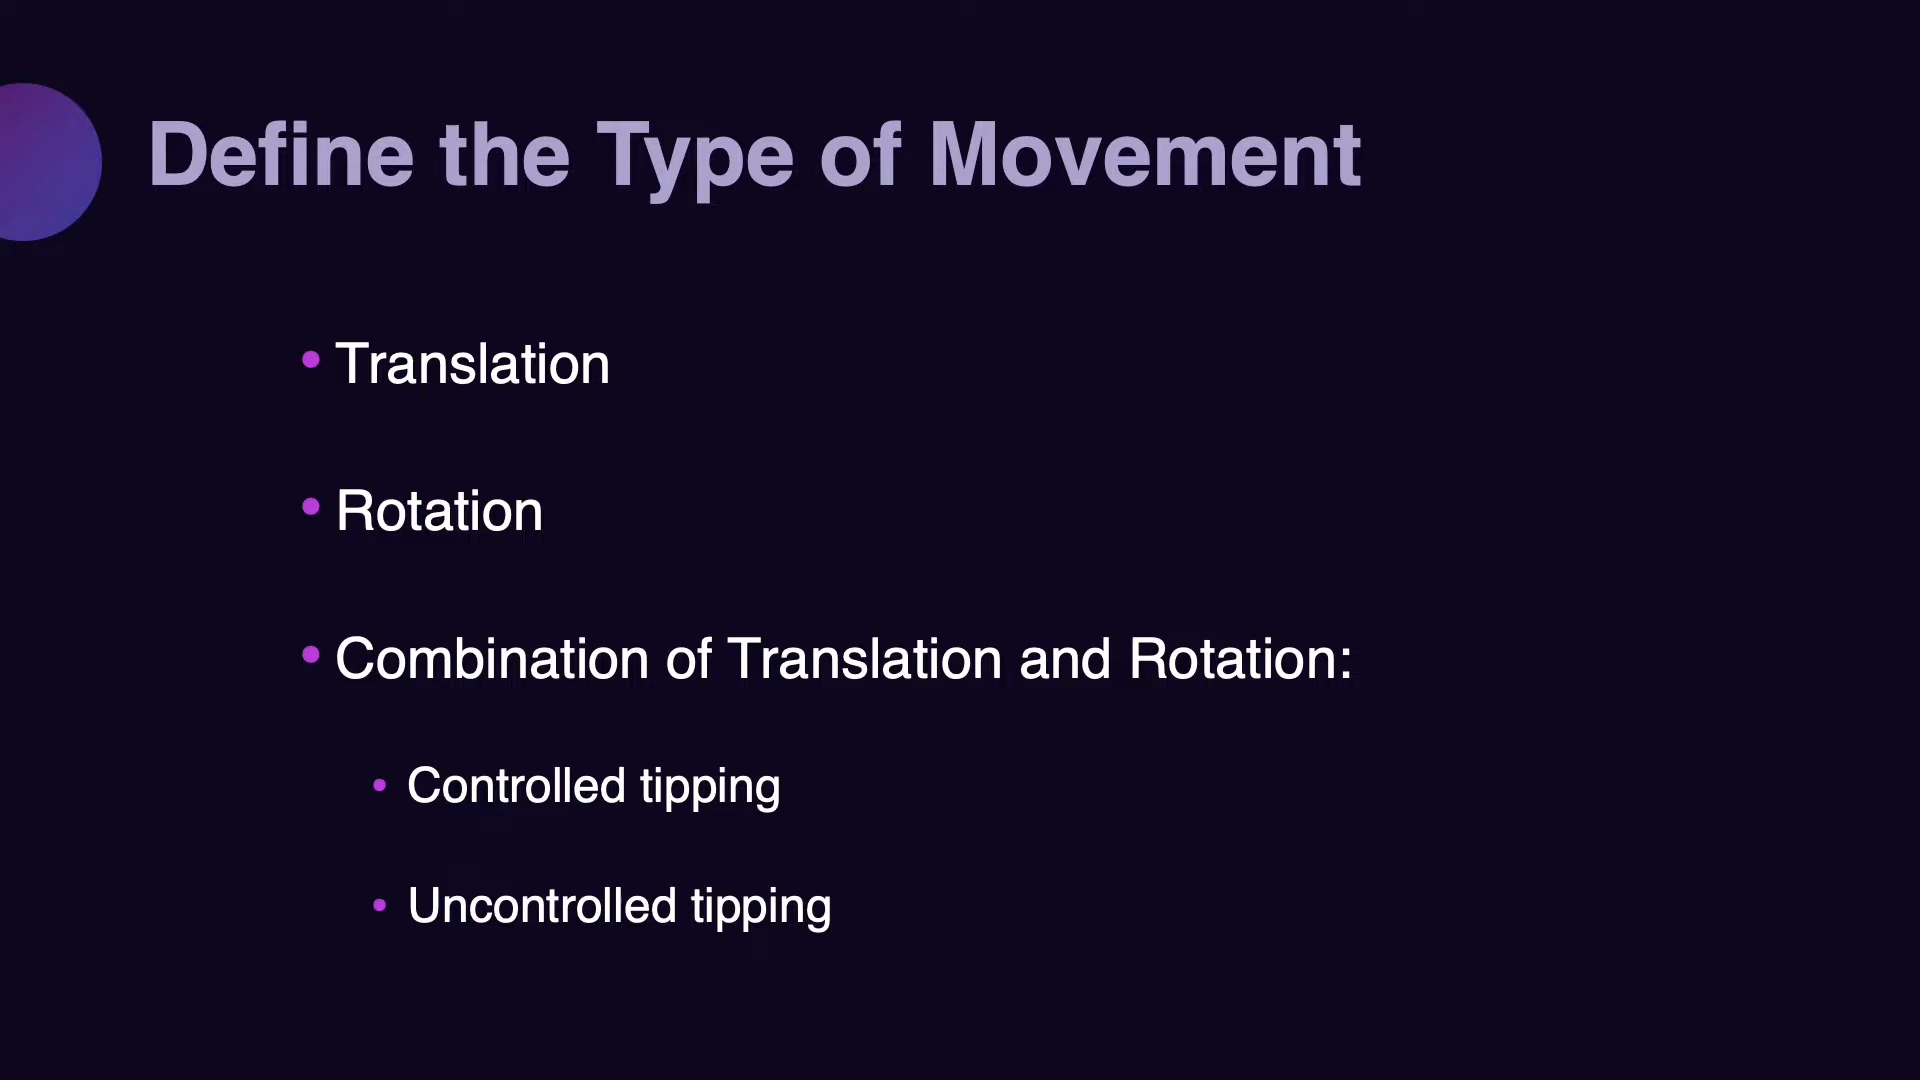 Define the Type of Movement
• Translation
• Rotation
• Combination of Translation and Rotation:
• Controlled tipping
• Uncontrolled tipping